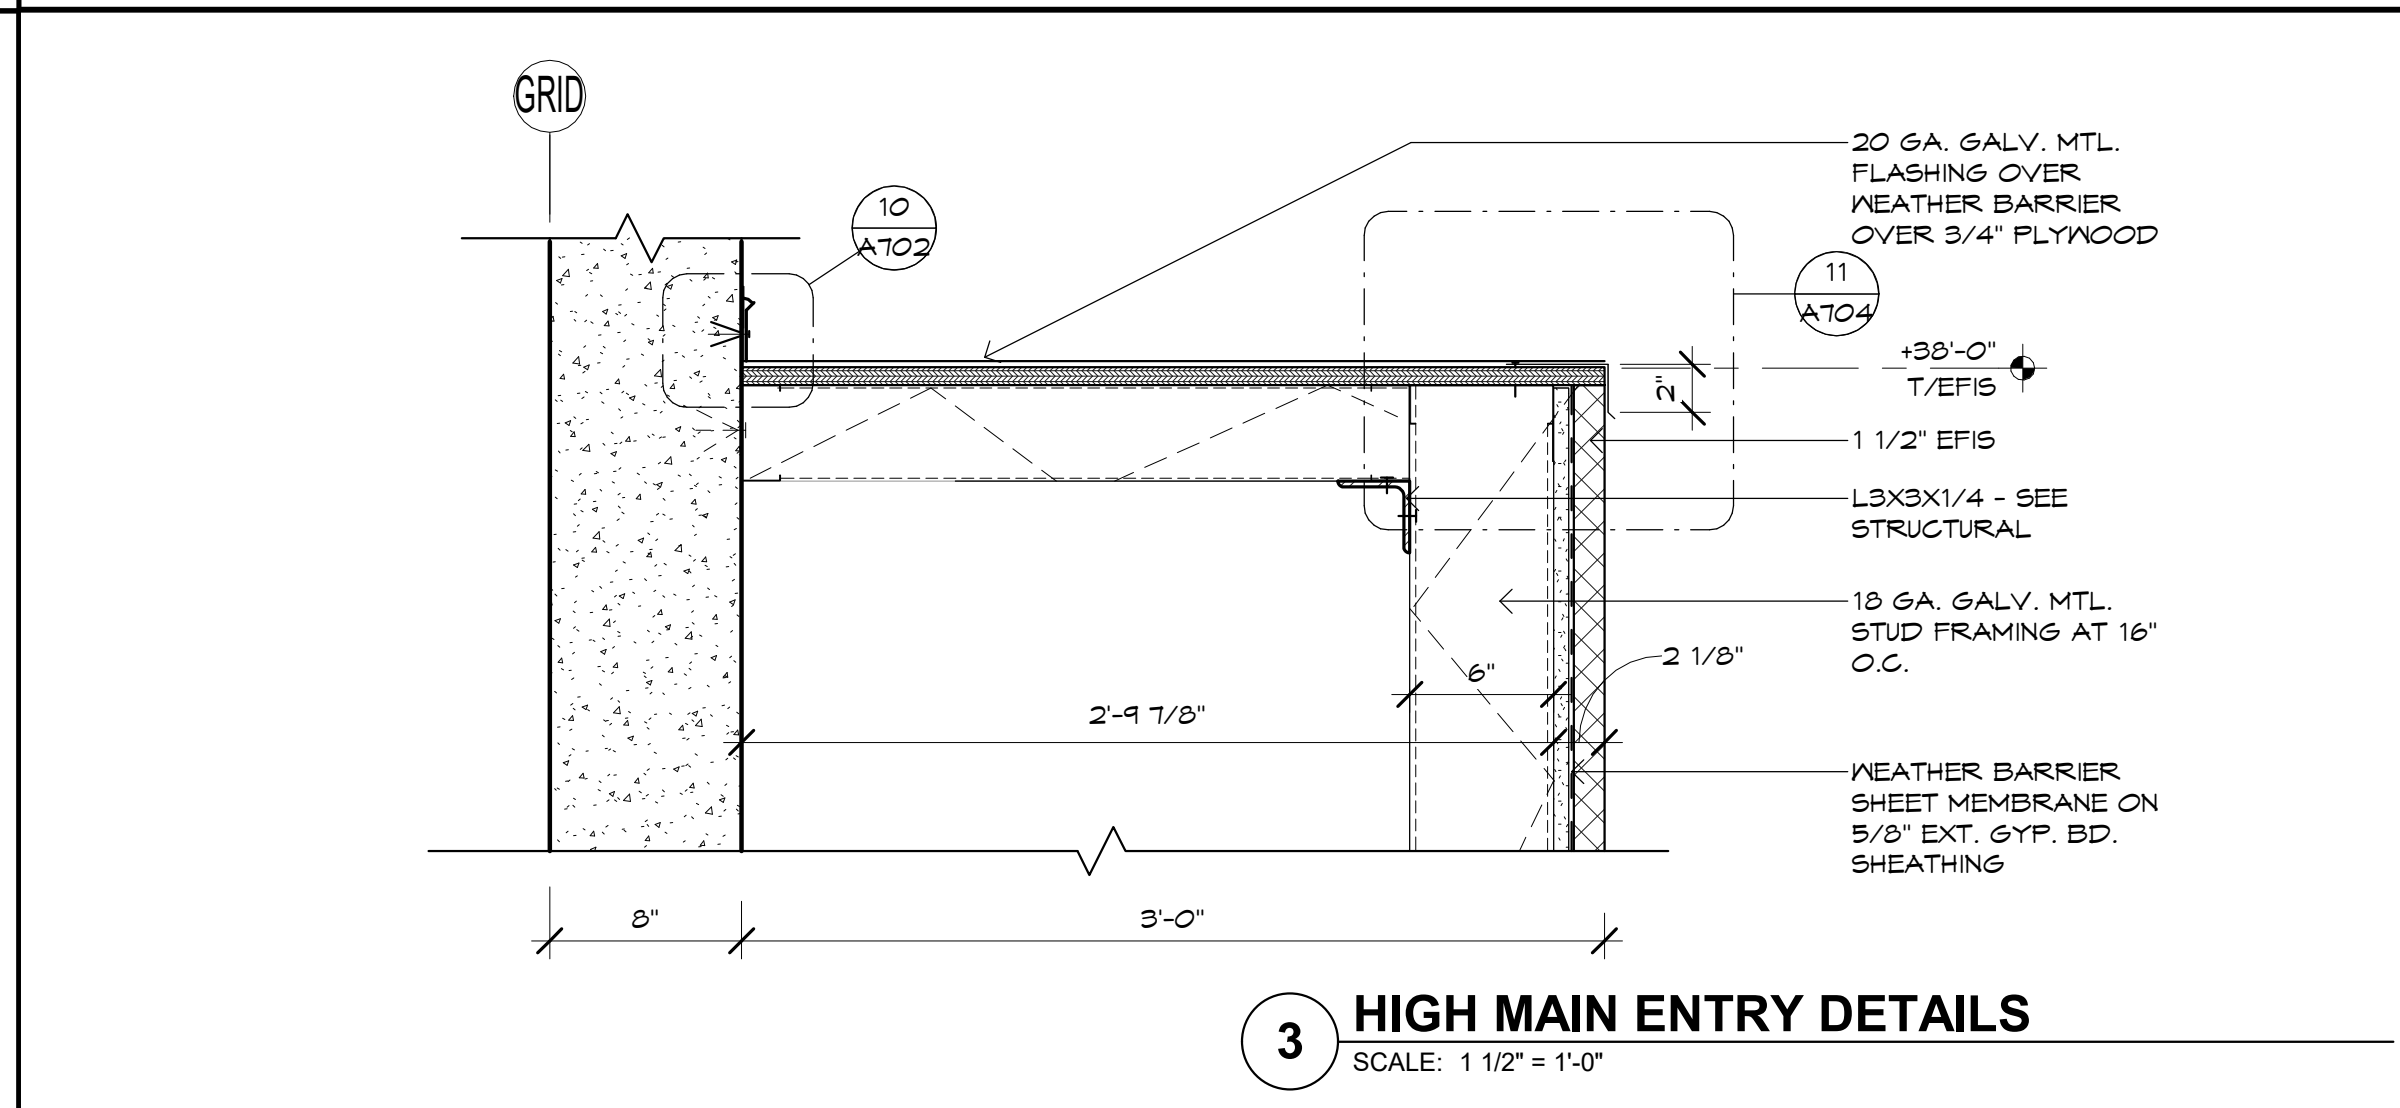 GRID
10
A702
20 GA. GALV. MTL.
FLASHING OVER
WEATHER BARRIER
OVER 3/4" PLYWOOD
11
A704
+38'-0"
T/EFIS
2"
1 1/2" EFIS
L3X3X1/4 - SEE
STRUCTURAL
18 GA. GALV. MTL.
STUD FRAMING AT 16"
O.C.
2 1/8"
6"
2'-9 7/8"
WEATHER BARRIER
SHEET MEMBRANE ON
5/8" EXT. GYP. BD.
SHEATHING
8"
3'-0"
3
HIGH MAIN ENTRY DETAILS
SCALE: 1 1/2" = 1'-0"